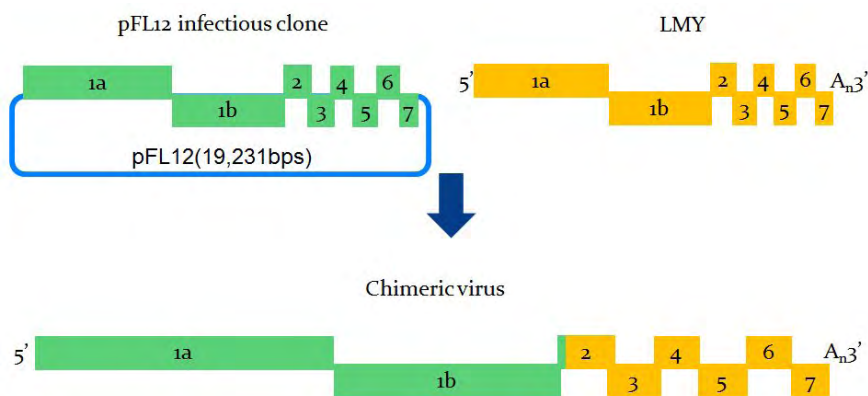 pFL12 infectious clone
LMY
1a
2
4
6
1b
3
5
7
pFL12(19,231bps)
5’
1a
2
4
6
An3’
1b
3
5
7
Chimeric virus
5’
1a
2
4
6
An3’
1b
3
5
7